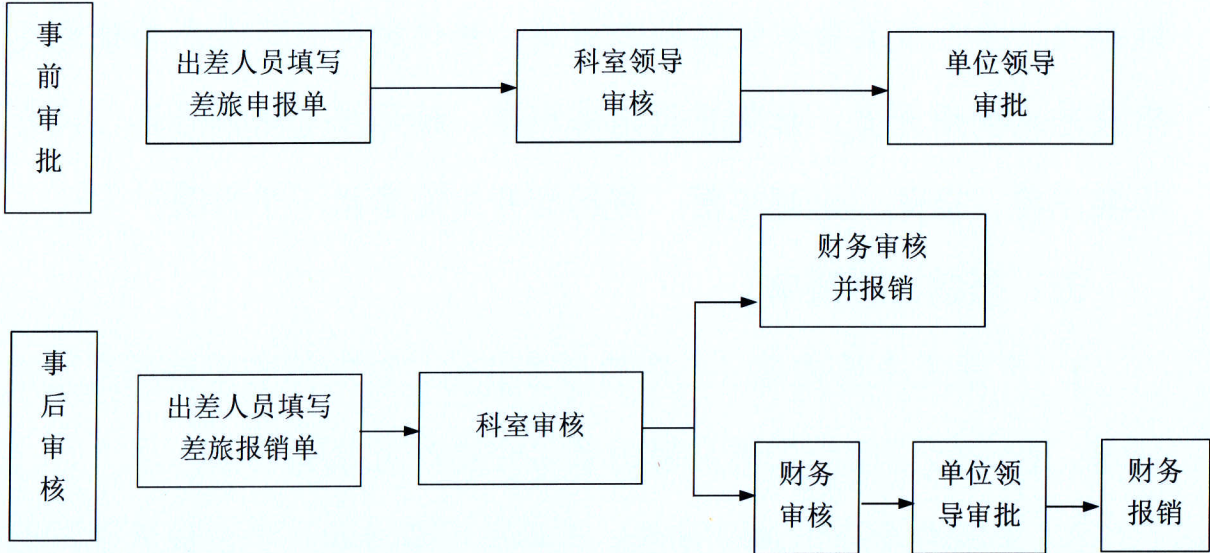 事
前
审
批
出差人员填写
差旅申报单
科室领导
审核
单位领导
审批
事
后
审
核
出差人员填写
差旅报销单
科室审核
财务审核
并报销
财务
审核
单位领
导审批
财务
报销